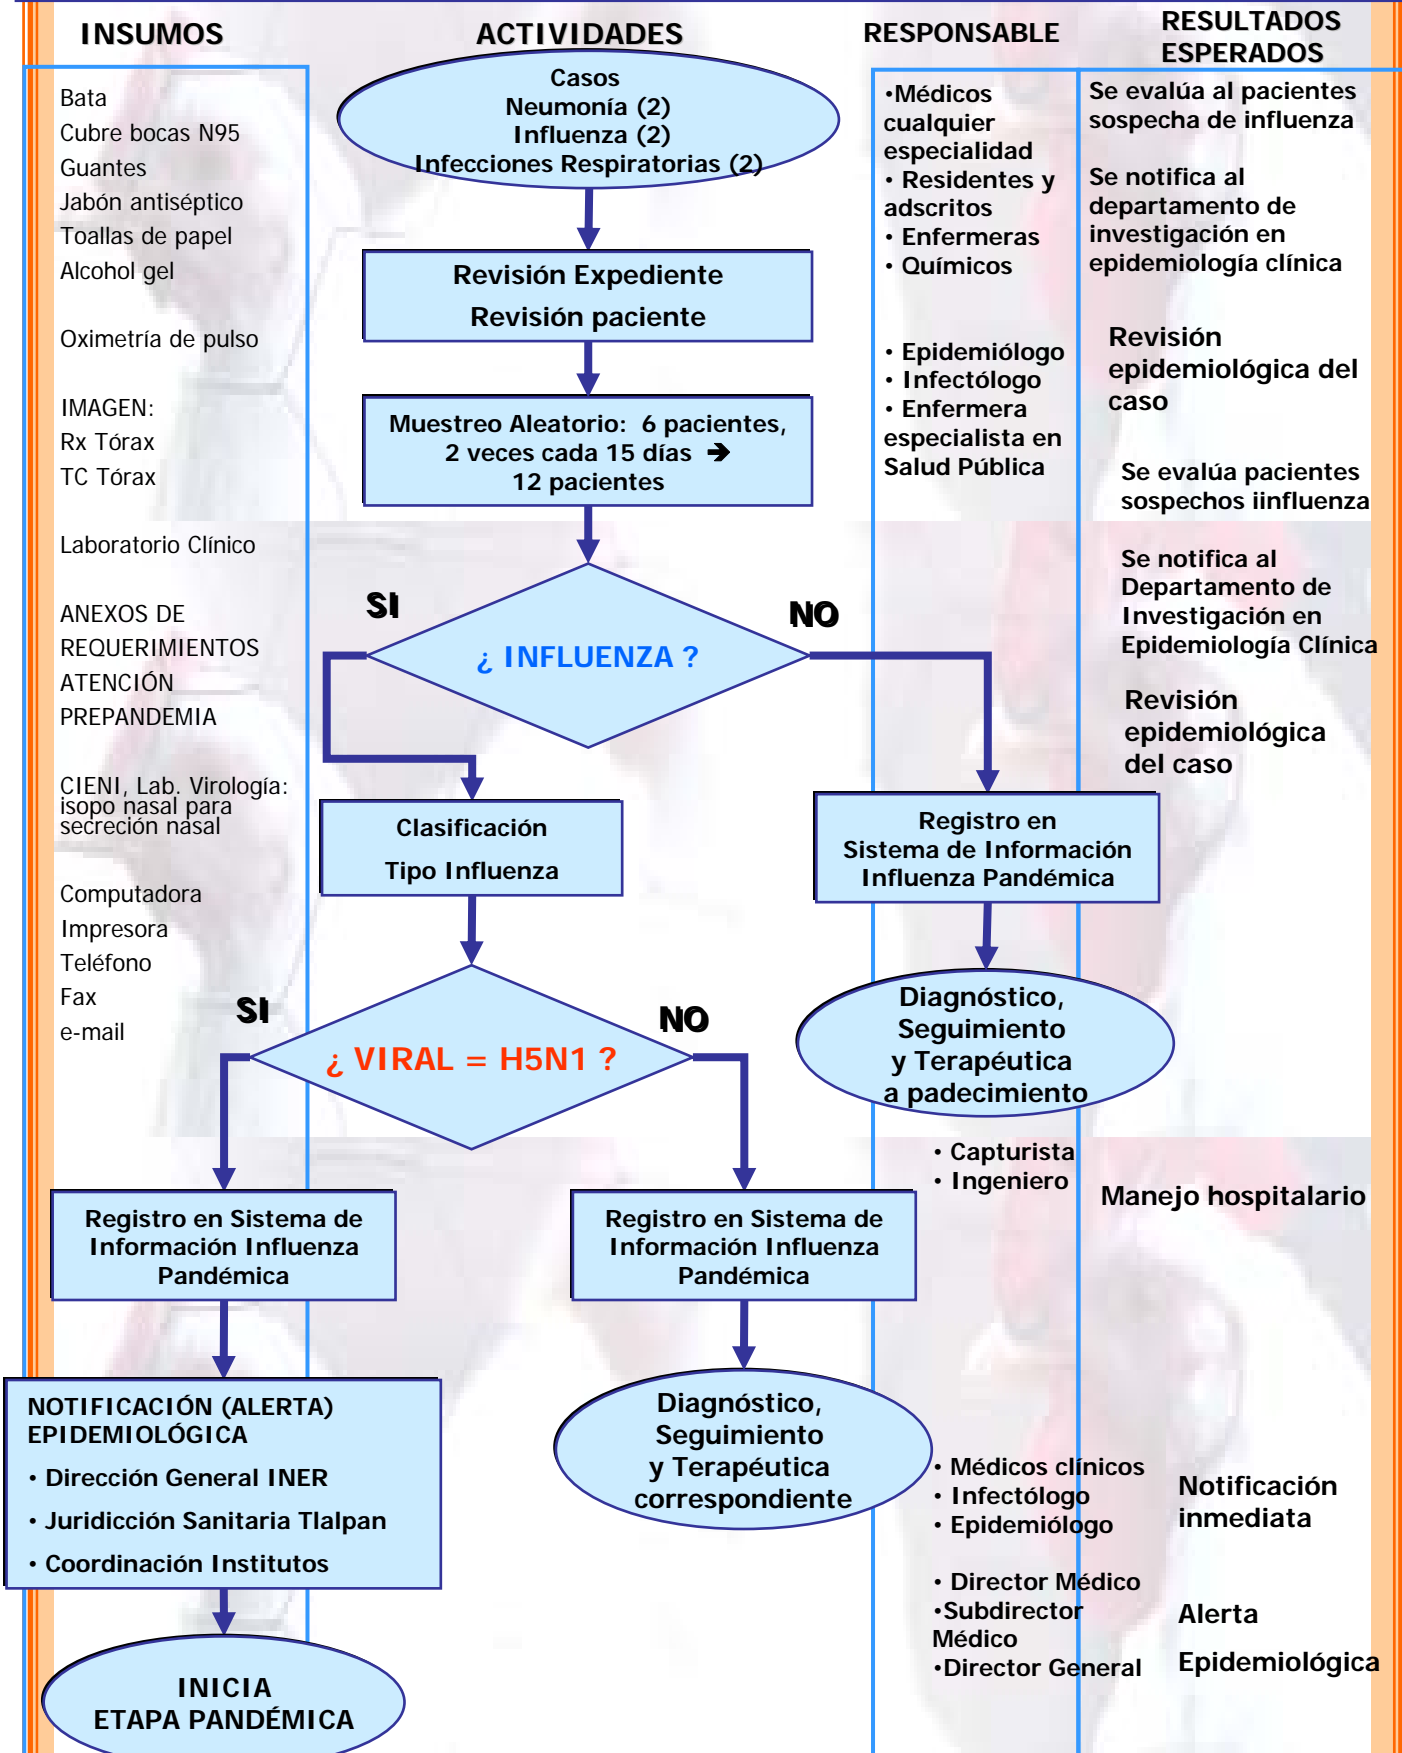 INSUMOS
ACTIVIDADES
RESPONSABLE
RESULTADOS
ESPERADOS
Bata
Cubre bocas N95
Guantes
Jabón antiséptico
Toallas de papel
Alcohol gel
Oximetría de pulso
IMAGEN:
Rx Tórax
TC Tórax
Laboratorio Clínico
ANEXOS DE
REQUERIMIENTOS
ATENCIÓN
PREPANDEMIA
CIENI, Lab. Virología:
isopo nasal para
secreción nasal
Computadora
Impresora
Teléfono
Fax
e-mail
Casos
Neumonía (2)
Influenza (2)
Infecciones Respiratorias (2)
Revisión Expediente
Revisión paciente
Muestreo Aleatorio: 6 pacientes,
2 veces cada 15 días ➔
12 pacientes
SI
NO
¿ INFLUENZA ?
Clasificación
Tipo Influenza
Registro en
Sistema de Información
Influenza Pandémica
Diagnóstico,
Seguimiento
y Terapéutica
a padecimiento
SI
NO
¿ VIRAL = H5N1 ?
Registro en Sistema de
Información Influenza
Pandémica
Registro en Sistema de
Información Influenza
Pandémica
NOTIFICACIÓN (ALERTA)
EPIDEMIOLÓGICA
• Dirección General INER
• Juridicción Sanitaria Tlalpan
• Coordinación Institutos
Diagnóstico,
Seguimiento
y Terapéutica
correspondiente
INICIA
ETAPA PANDÉMICA
•Médicos
cualquier
especialidad
• Residentes y
adscritos
• Enfermeras
• Químicos
• Epidemiólogo
• Infectólogo
• Enfermera
especialista en
Salud Pública
• Capturista
• Ingeniero
• Médicos clínicos
• Infectólogo
• Epidemiólogo
• Director Médico
•Subdirector
Médico
•Director General
Se evalúa al pacientes
sospecha de influenza
Se notifica al
departamento de
investigación en
epidemiología clínica
Revisión
epidemiológica del
caso
Se evalúa pacientes
sospechos iinfluenza
Se notifica al
Departamento de
Investigación en
Epidemiología Clínica
Revisión
epidemiológica
del caso
Manejo hospitalario
Notificación
inmediata
Alerta
Epidemiológica